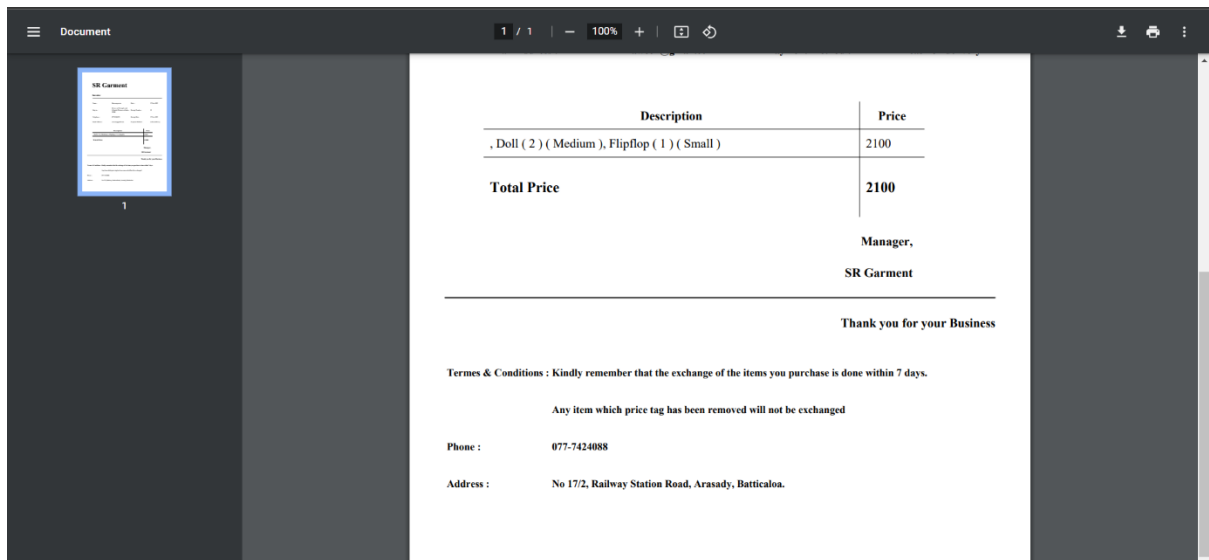 Document
1 / 1 | − 100% + |
SR Garment
1
Description Price
, Doll ( 2 ) ( Medium ), Flipflop ( 1 ) ( Small ) 2100
Total Price 2100
Manager,
SR Garment
Thank you for your Business
Termes & Conditions : Kindly remember that the exchange of the items you purchase is done within 7 days.
Any item which price tag has been removed will not be exchanged
Phone : 077-7424088
Address : No 17/2, Railway Station Road, Arasady, Batticaloa.